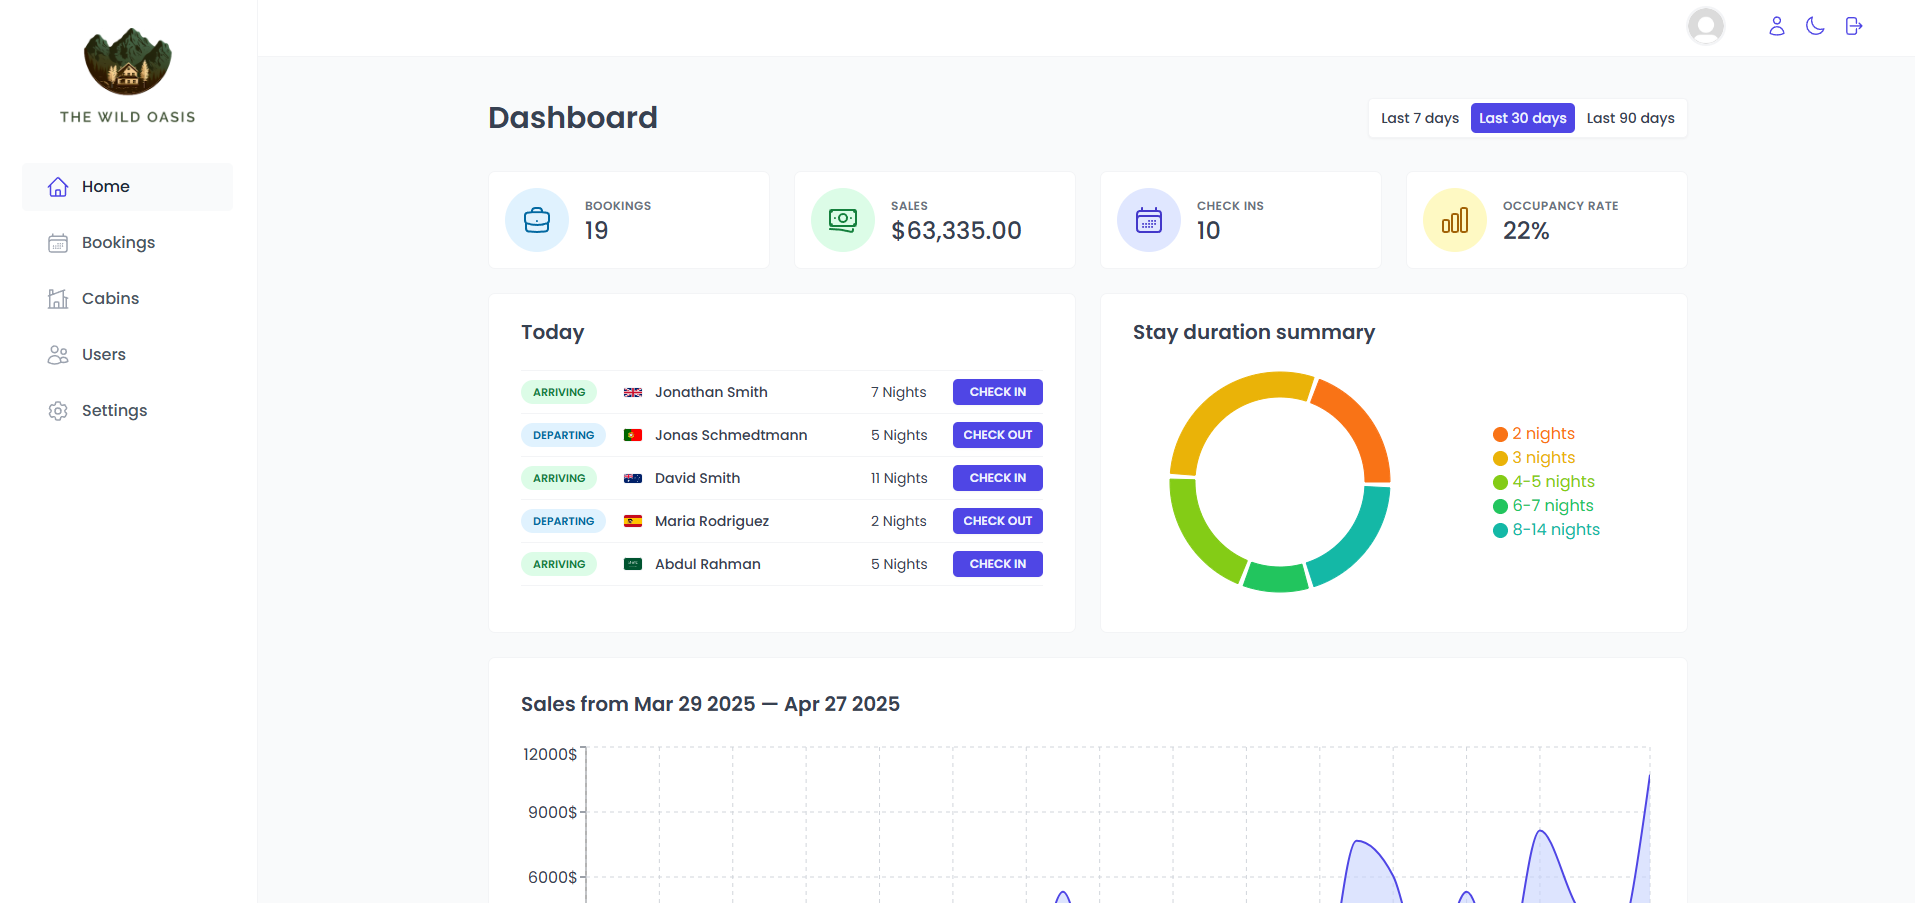 THE WILD OASIS
Home
Bookings
Cabins
Users
Settings
Dashboard
Last 7 days Last 30 days Last 90 days
BOOKINGS
19
SALES
$63,335.00
CHECK INS
10
OCCUPANCY RATE
22%
Today
ARRIVING Jonathan Smith 7 Nights CHECK IN
DEPARTING Jonas Schmedtmann 5 Nights CHECK OUT
ARRIVING David Smith 11 Nights CHECK IN
DEPARTING Maria Rodriguez 2 Nights CHECK OUT
ARRIVING Abdul Rahman 5 Nights CHECK IN
Stay duration summary
2 nights
3 nights
4-5 nights
6-7 nights
8-14 nights
Sales from Mar 29 2025 — Apr 27 2025
12000$
9000$
6000$